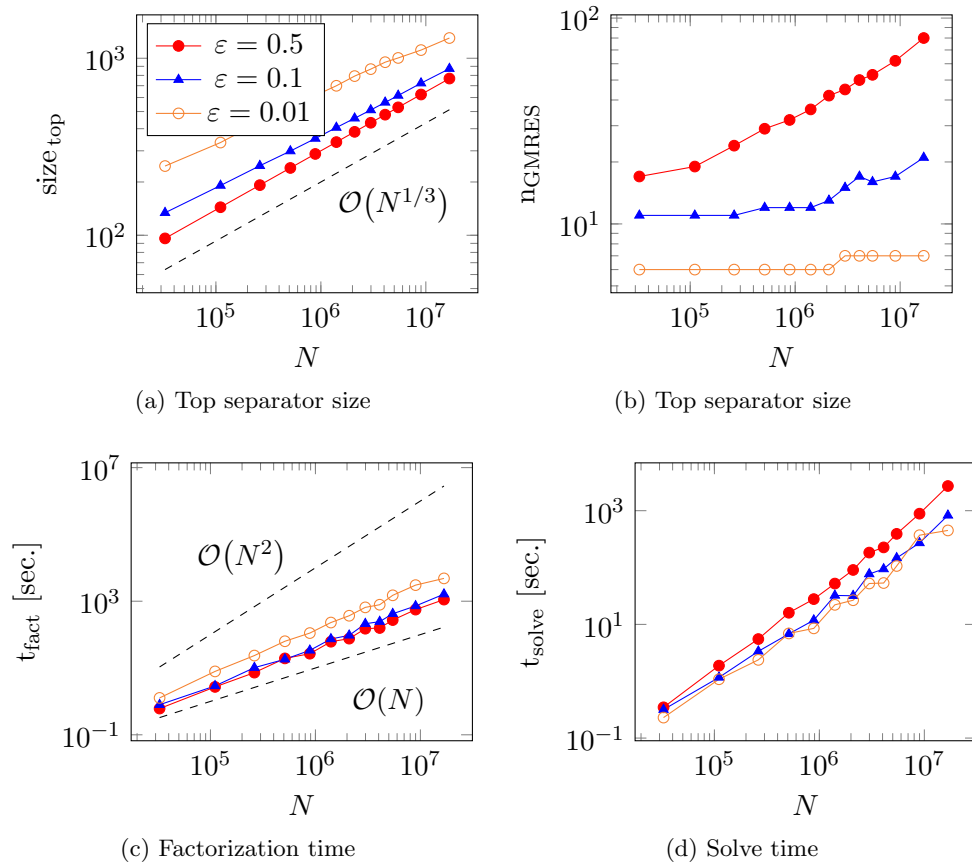 size_top
10^3
10^2
ε = 0.5
ε = 0.1
ε = 0.01
O(N^{1/3})
10^5 10^6 10^7
N
(a) Top separator size
n_GMRES
10^2
10^1
10^5 10^6 10^7
N
(b) Top separator size
t_fact [sec.]
10^7
10^3
10^{-1}
O(N^2)
O(N)
10^5 10^6 10^7
N
(c) Factorization time
t_solve [sec.]
10^3
10^1
10^{-1}
10^5 10^6 10^7
N
(d) Solve time